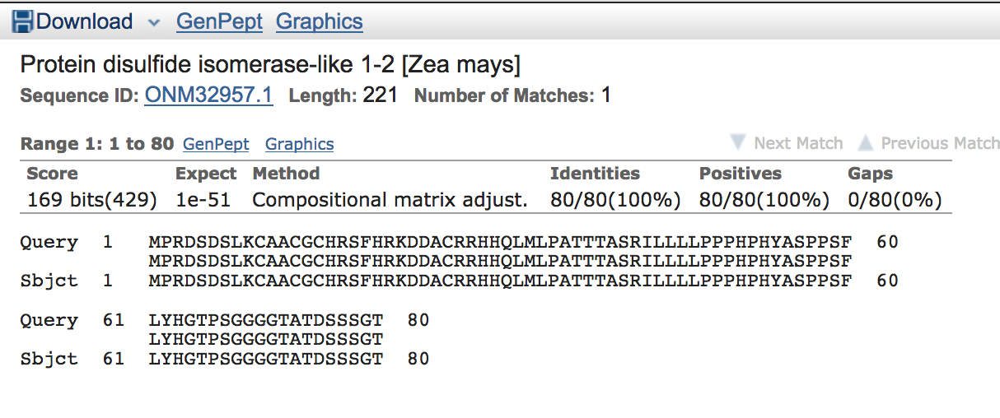 Download GenPept Graphics
Protein disulfide isomerase-like 1-2 [Zea mays]
Sequence ID: ONM32957.1 Length: 221 Number of Matches: 1
Range 1: 1 to 80 GenPept Graphics Next Match Previous Match
Score Expect Method Identities Positives Gaps
169 bits(429) 1e-51 Compositional matrix adjust. 80/80(100%) 80/80(100%) 0/80(0%)
Query 1 MPRDSDSLKCAACGCHRSFHRKDDACRRHHQLMLPATTTASRILLLLPPPHPHYASPPSF 60
MPRDSDSLKCAACGCHRSFHRKDDACRRHHQLMLPATTTASRILLLLPPPHPHYASPPSF
Sbjct 1 MPRDSDSLKCAACGCHRSFHRKDDACRRHHQLMLPATTTASRILLLLPPPHPHYASPPSF 60
Query 61 LYHGTPSGGGGTATDSSSGT 80
LYHGTPSGGGGTATDSSSGT
Sbjct 61 LYHGTPSGGGGTATDSSSGT 80